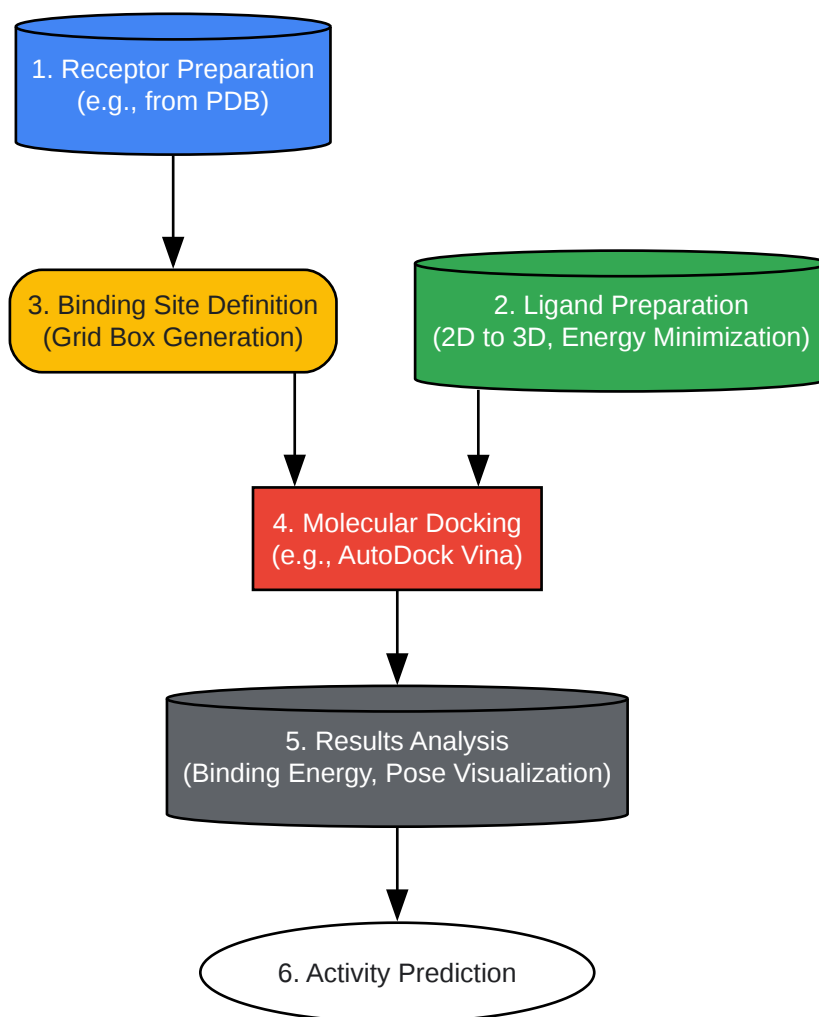 1. Receptor Preparation
(e.g., from PDB)
3. Binding Site Definition
(Grid Box Generation)
2. Ligand Preparation
(2D to 3D, Energy Minimization)
4. Molecular Docking
(e.g., AutoDock Vina)
5. Results Analysis
(Binding Energy, Pose Visualization)
6. Activity Prediction